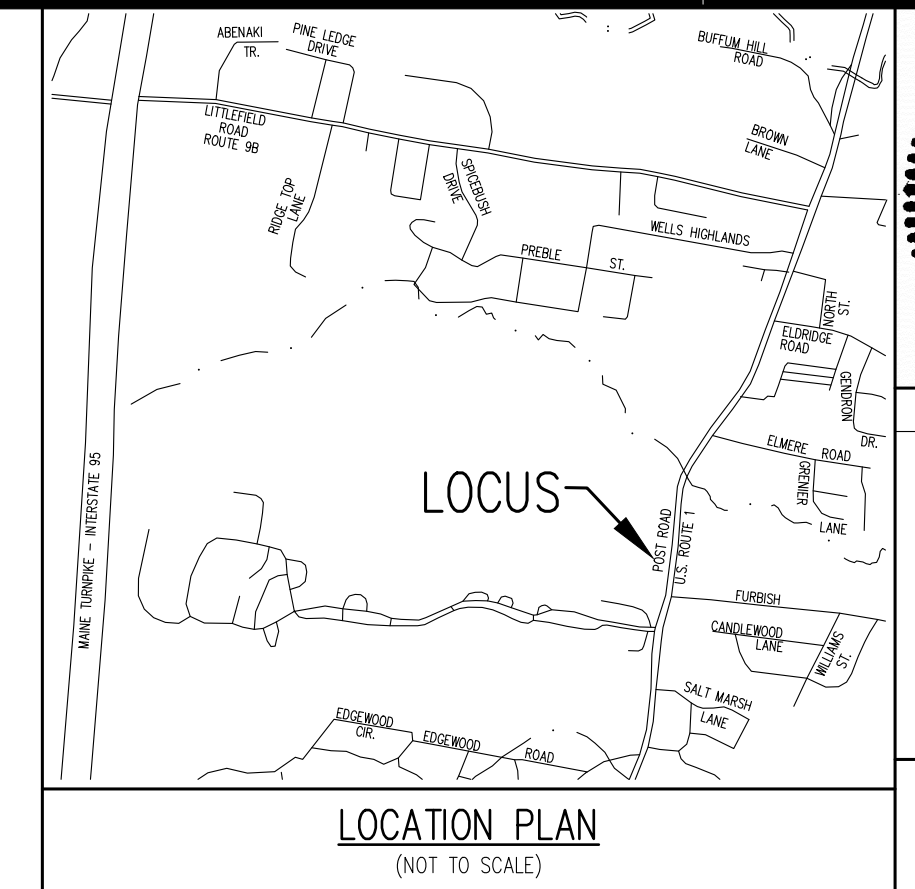 ABENAKI
TR.
PINE LEDGE
DRIVE
BUFFUM HILL
ROAD
LITTLEFIELD
ROAD
ROUTE 9B
BROWN
LANE
SPICEBUSH
DRIVE
RIDGE TOP
LANE
WELLS HIGHLANDS
PREBLE
ST.
NORTH
ST.
ELDRIDGE
ROAD
GENDRON
DR.
ELMERE ROAD
GRENIER
LANE
MAINE TURNPIKE - INTERSTATE 95
LOCUS
POST ROAD
U.S. ROUTE 1
FURBISH
CANDLEWOOD
LANE
WILLIAMS
ST.
SALT MARSH
LANE
EDGEWOOD
CIR.
EDGEWOOD
ROAD
LOCATION PLAN
(NOT TO SCALE)